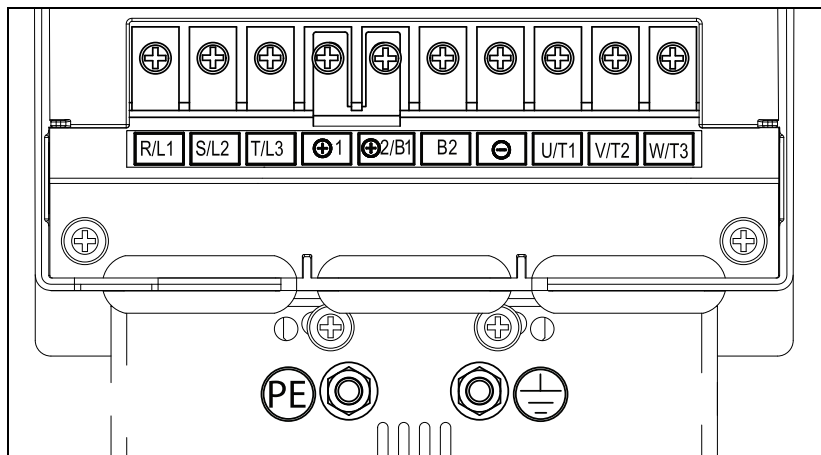 R/L1 S/L2 T/L3 ⊕1 ⊕2/B1 B2 ⊖ U/T1 V/T2 W/T3
PE